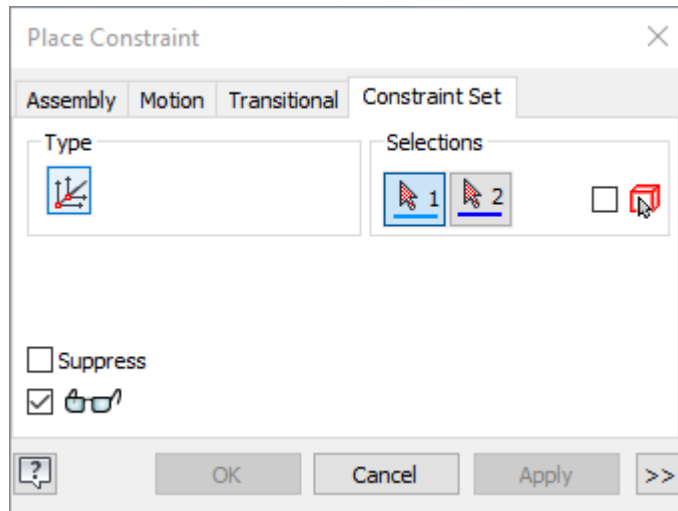 Place Constraint
Assembly Motion Transitional Constraint Set
Type Selections
1 2
Suppress
? OK Cancel Apply >>